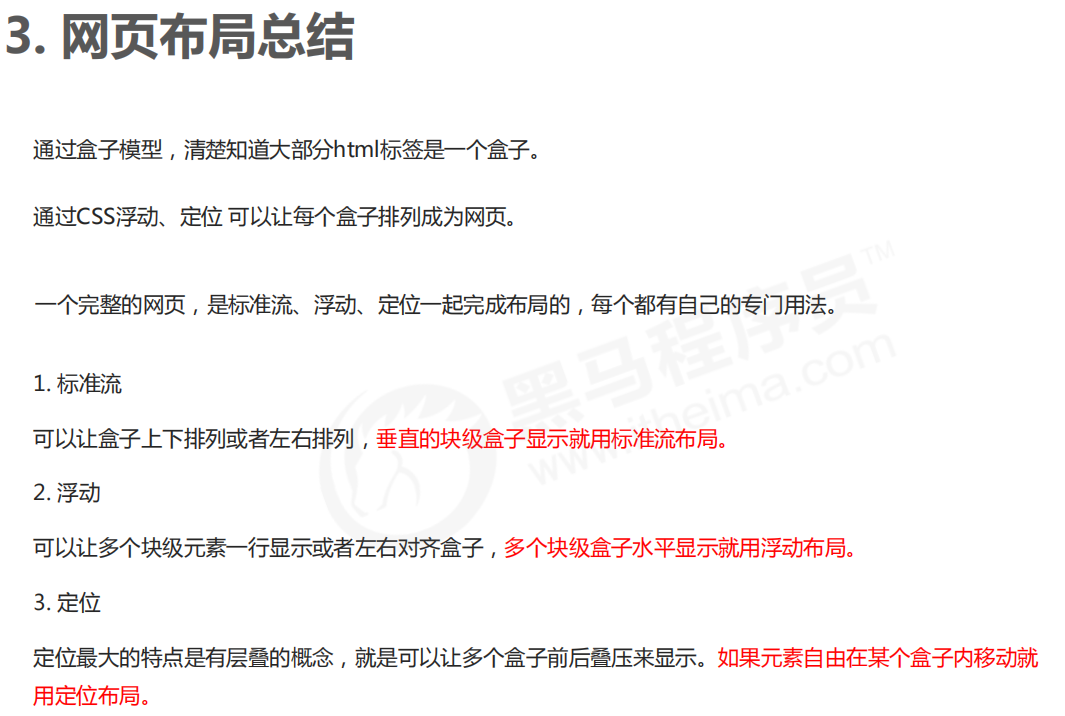 3. 网页布局总结
通过盒子模型，清楚知道大部分html标签是一个盒子。
通过CSS浮动、定位 可以让每个盒子排列成为网页。
一个完整的网页，是标准流、浮动、定位一起完成布局的，每个都有自己的专门用法。
1. 标准流
可以让盒子上下排列或者左右排列，垂直的块级盒子显示就用标准流布局。
2. 浮动
可以让多个块级元素一行显示或者左右对齐盒子，多个块级盒子水平显示就用浮动布局。
3. 定位
定位最大的特点是有层叠的概念，就是可以让多个盒子前后叠压来显示。如果元素自由在某个盒子内移动就
用定位布局。
黑马程序员™
www.itheima.com